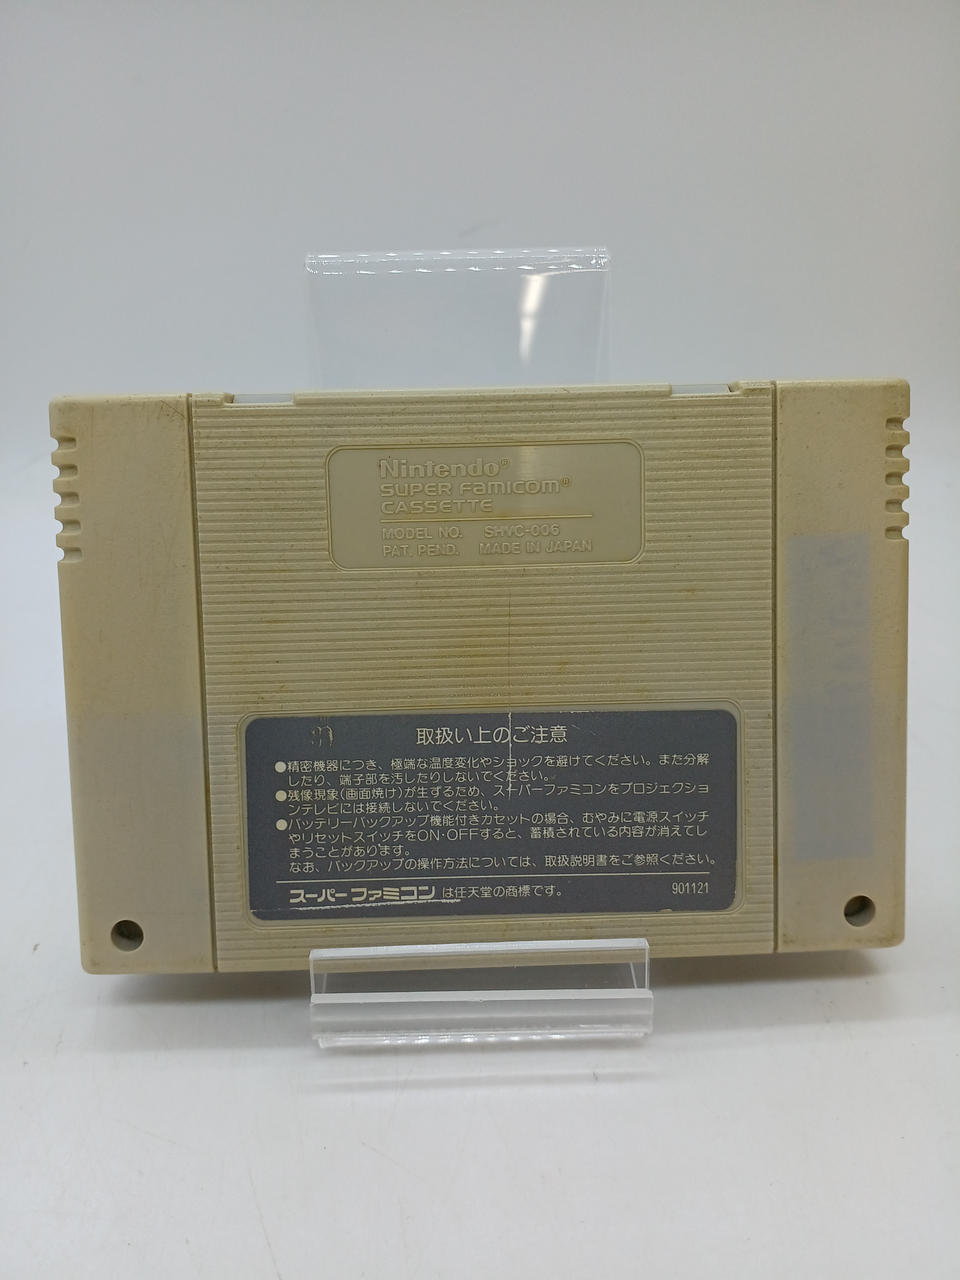 Nintendo®
SUPER FAMICOM®
CASSETTE
MODEL NO. SHVC-006
PAT. PEND. MADE IN JAPAN
取扱い上のご注意
●精密機器につき、極端な温度変化やショックを避けてください。また分解
したり、端子部を汚したりしないでください。
●残像現象(画面焼け)が生ずるため、スーパーファミコンをプロジェクショ
ンテレビには接続しないでください。
●バッテリーバックアップ機能付きカセットの場合、むやみに電源スイッチ
やリセットスイッチをON・OFFすると、蓄積されている内容が消えてし
まうことがあります。
なお、バックアップの操作方法については、取扱説明書をご参照ください。
スーパーファミコン は任天堂の商標です。 901121